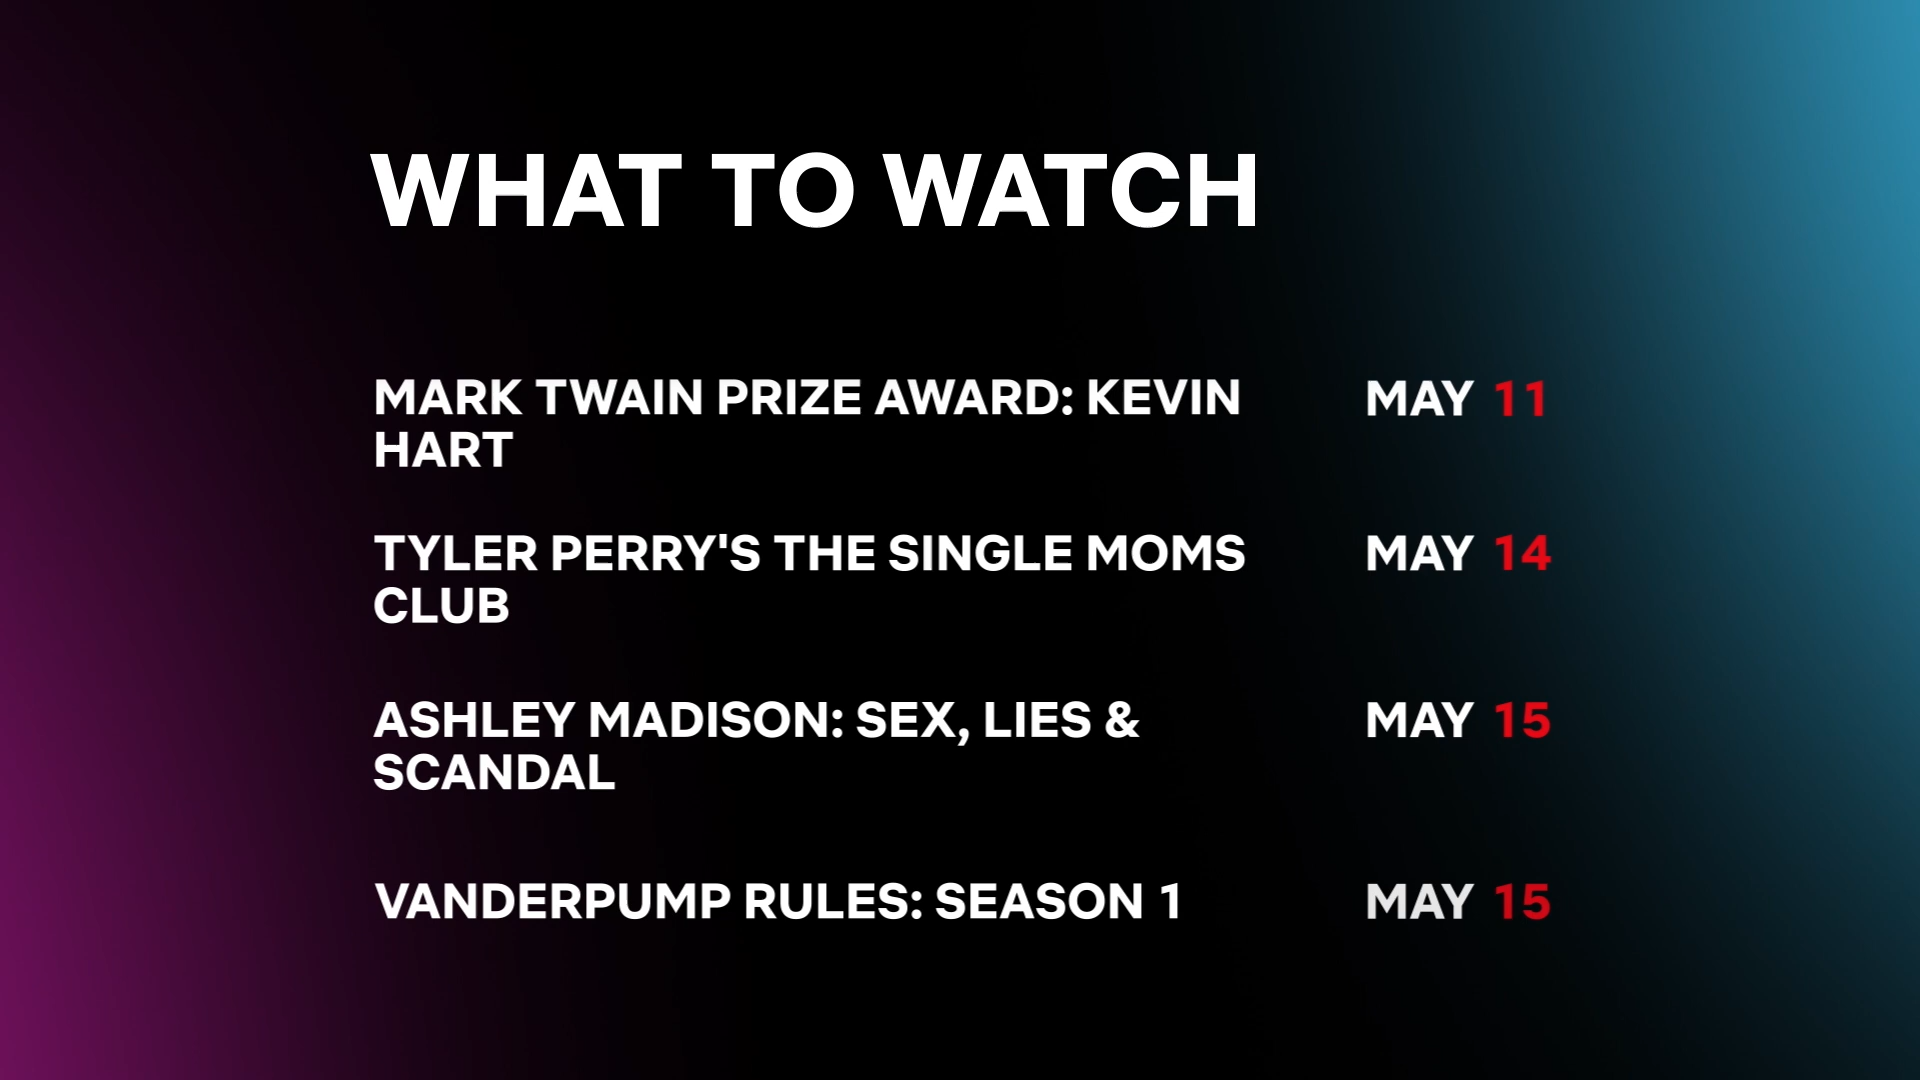 WHAT TO WATCH
MARK TWAIN PRIZE AWARD: KEVIN HART MAY 11
TYLER PERRY'S THE SINGLE MOMS CLUB MAY 14
ASHLEY MADISON: SEX, LIES & SCANDAL MAY 15
VANDERPUMP RULES: SEASON 1 MAY 15